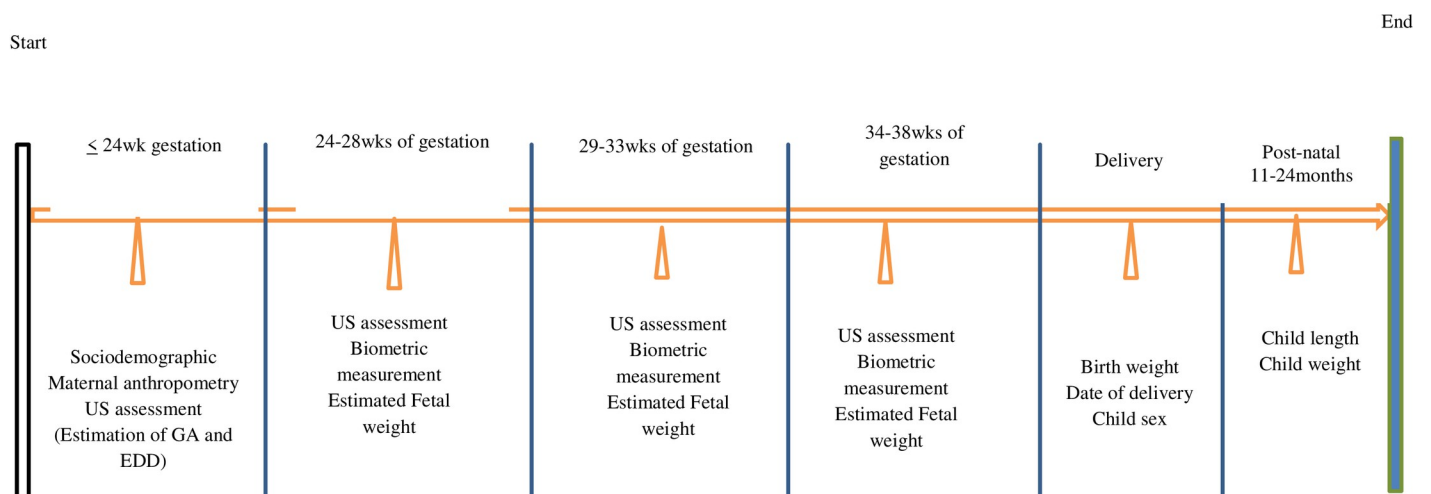 Start
End
≤ 24wk gestation
24-28wks of gestation
29-33wks of gestation
34-38wks of
gestation
Delivery
Post-natal
11-24months
Sociodemographic
Maternal anthropometry
US assessment
(Estimation of GA and
EDD)
US assessment
Biometric
measurement
Estimated Fetal
weight
US assessment
Biometric
measurement
Estimated Fetal
weight
US assessment
Biometric
measurement
Estimated Fetal
weight
Birth weight
Date of delivery
Child sex
Child length
Child weight